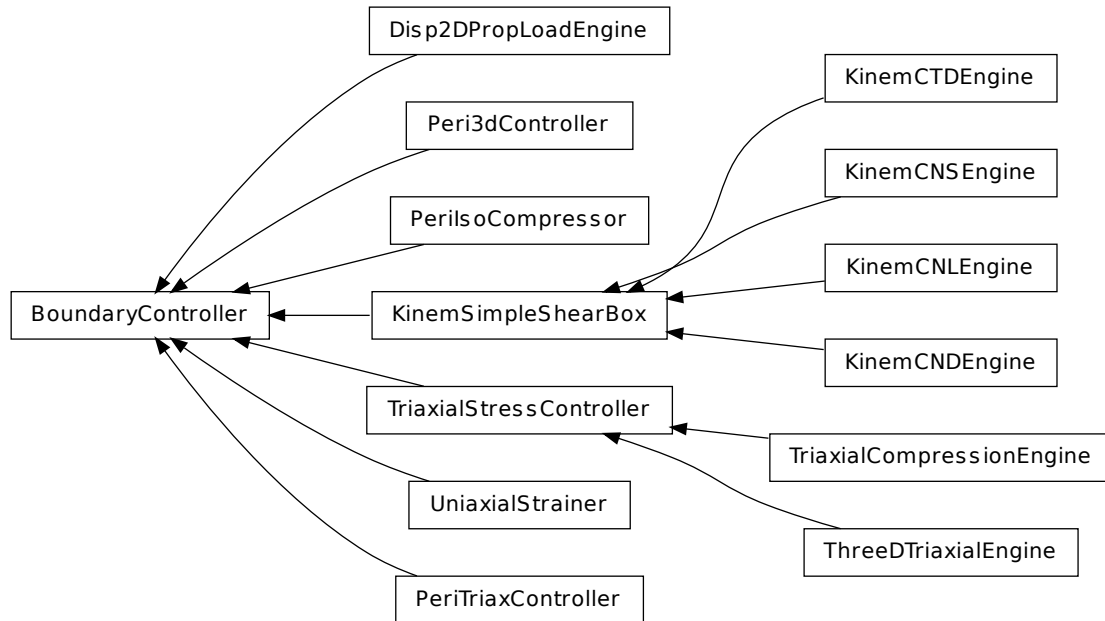 Disp2DPropLoadEngine
KinemCTDEngine
Peri3dController
KinemCNSEngine
PeriIsoCompressor
KinemCNLEngine
BoundaryController
KinemSimpleShearBox
KinemCNDEngine
TriaxialStressController
TriaxialCompressionEngine
UniaxialStrainer
ThreeDTriaxialEngine
PeriTriaxController